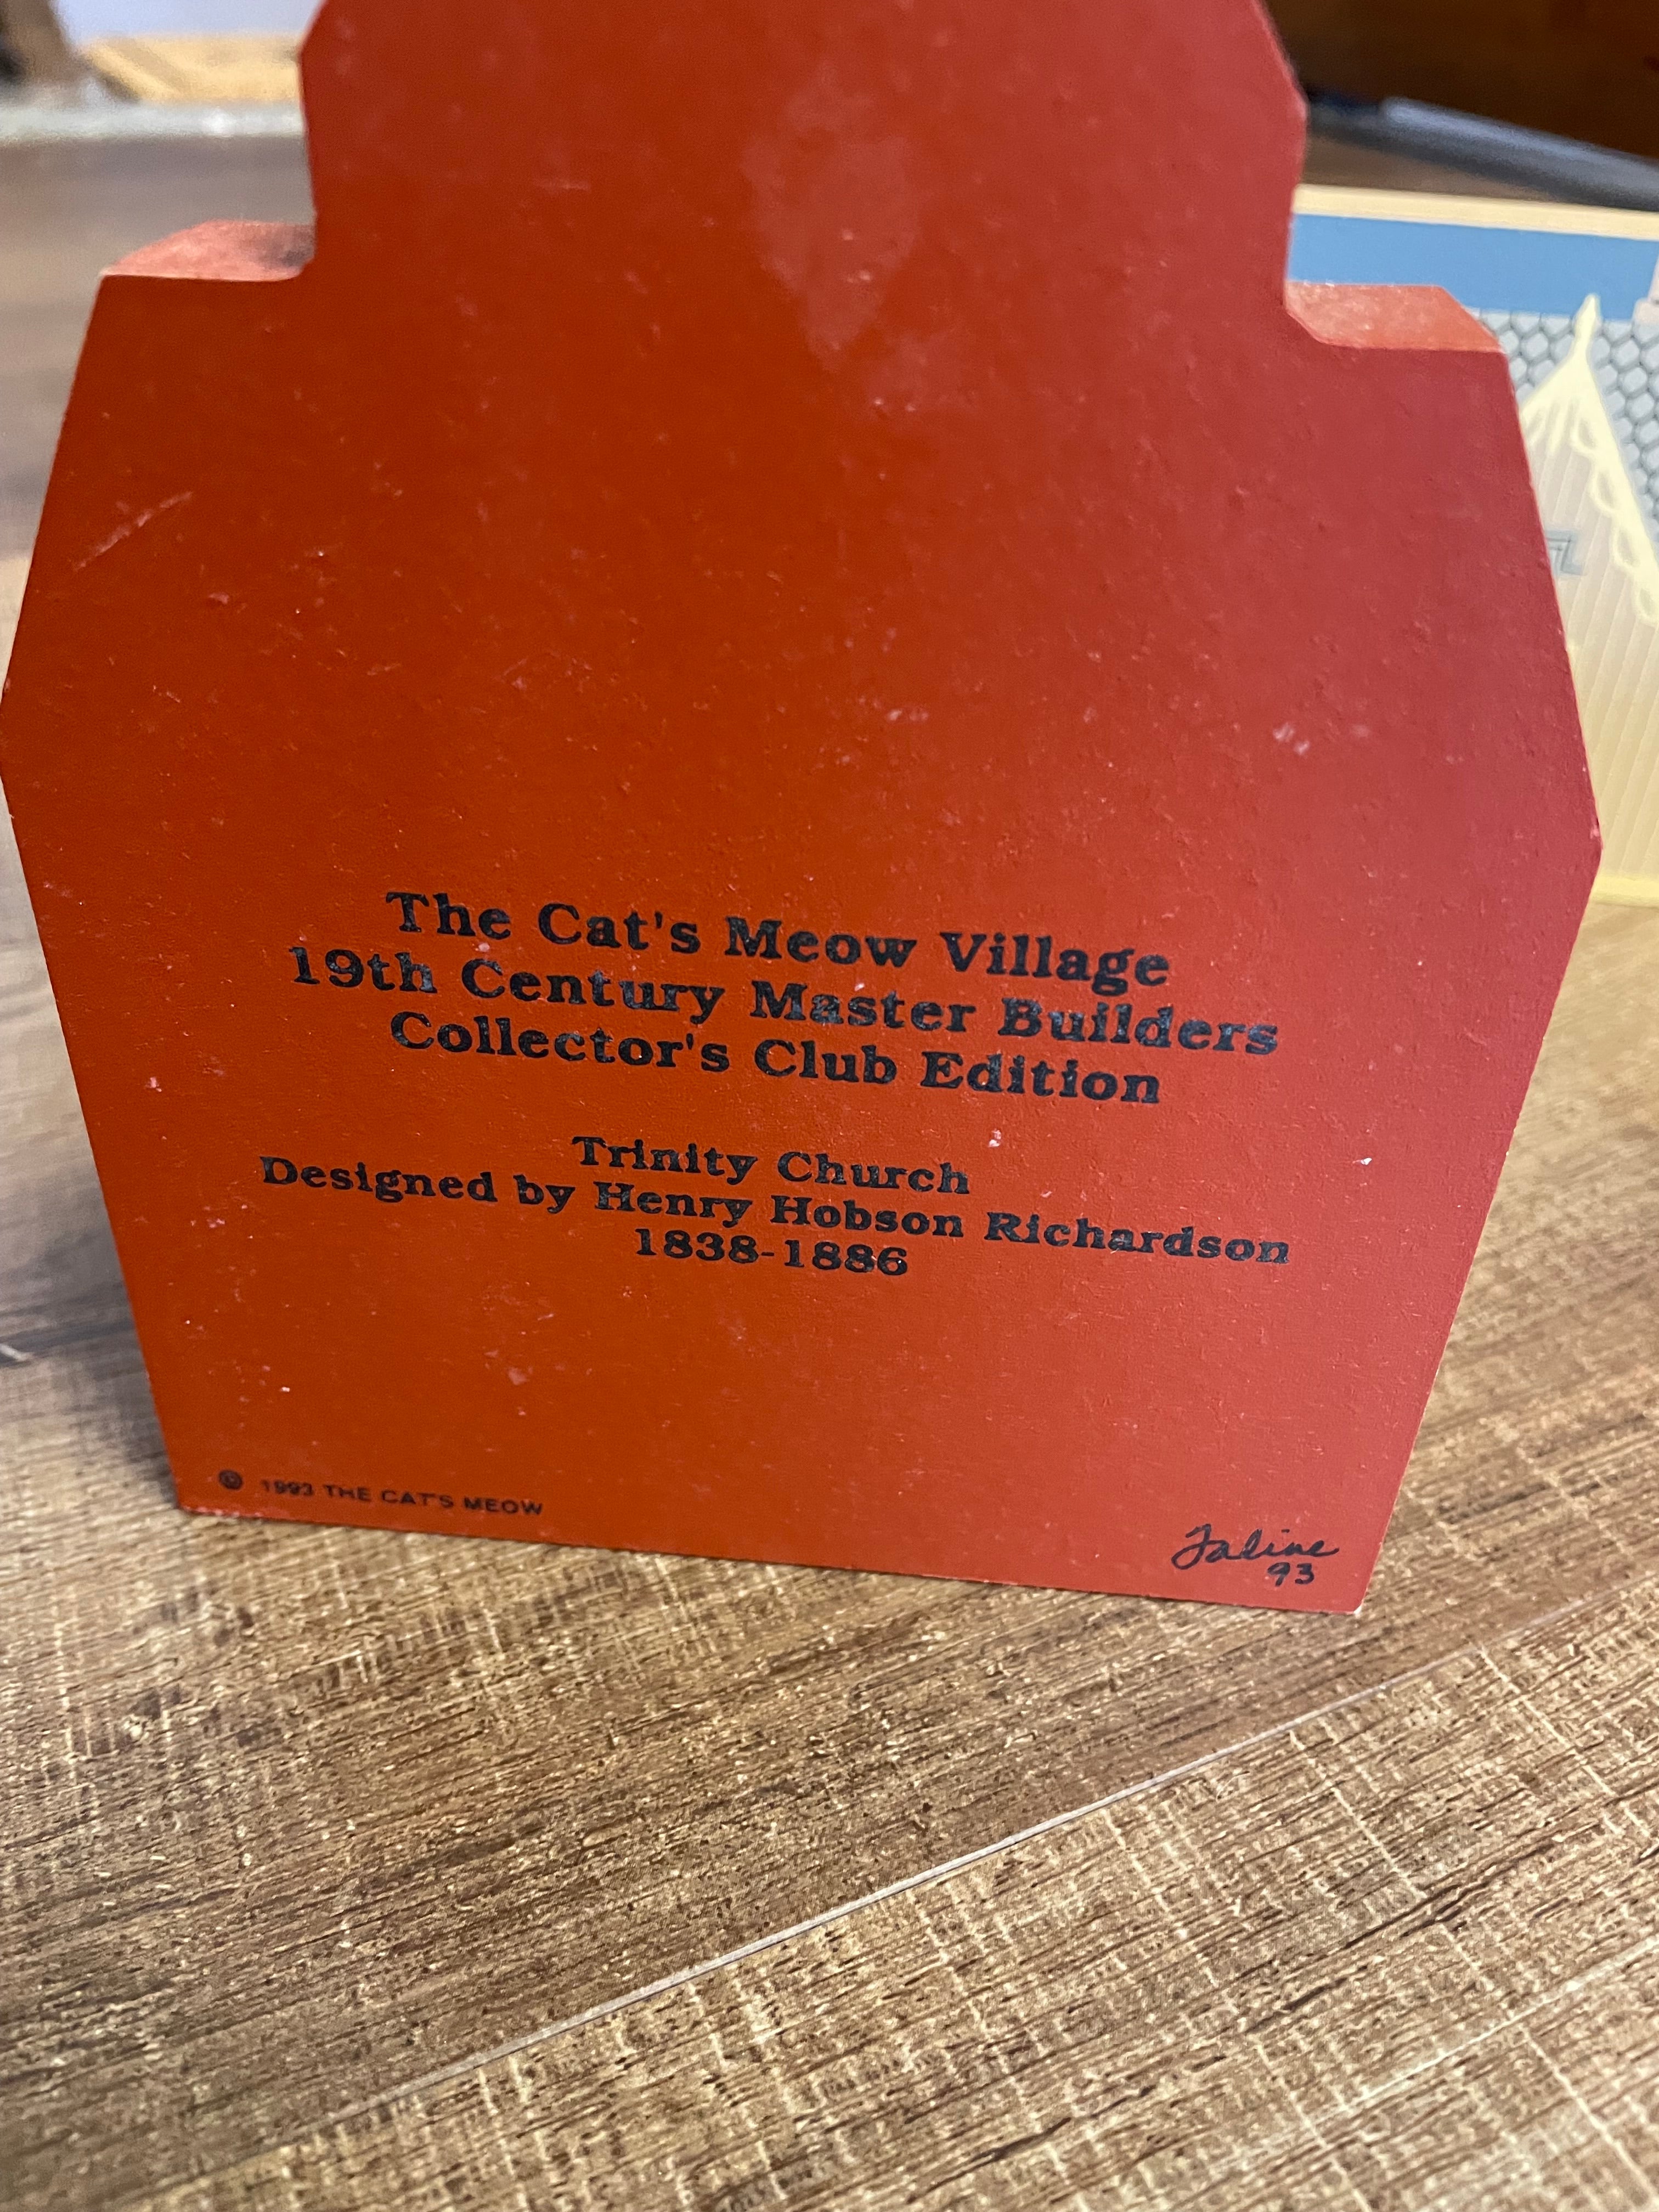 The Cat's Meow Village
19th Century Master Builders
Collector's Club Edition
Trinity Church
Designed by Henry Hobson Richardson
1838-1886
© 1993 THE CAT'S MEOW
Faline
93